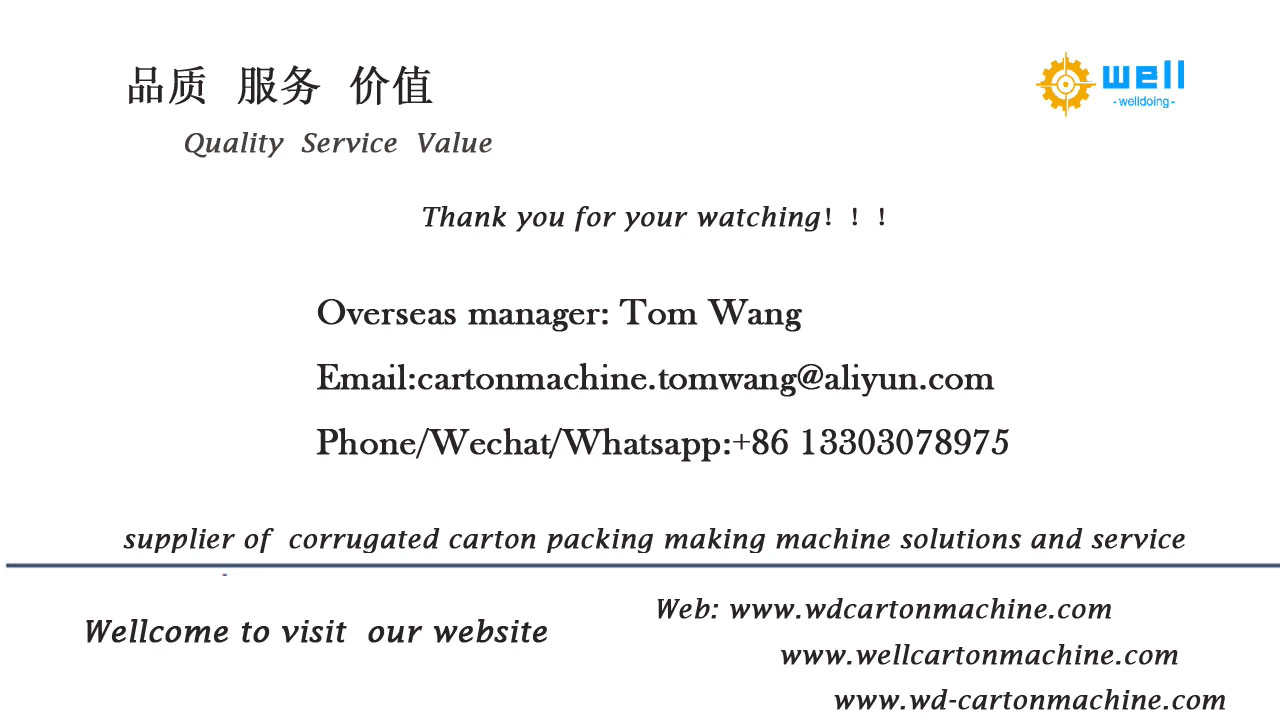 品质 服务 价值
Quality Service Value
well
-welldoing-
Thank you for your watching！！！
Overseas manager: Tom Wang
Email:cartonmachine.tomwang@aliyun.com
Phone/Wechat/Whatsapp:+86 13303078975
supplier of corrugated carton packing making machine solutions and service
Wellcome to visit our website
Web: www.wdcartonmachine.com
www.wellcartonmachine.com
www.wd-cartonmachine.com